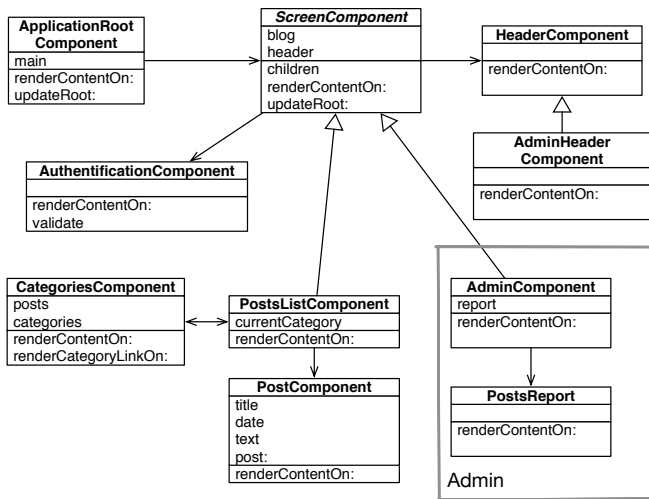 ApplicationRoot
Component
main
renderContentOn:
updateRoot:
ScreenComponent
blog
header
children
renderContentOn:
updateRoot:
HeaderComponent
renderContentOn:
AdminHeader
Component
renderContentOn:
AuthentificationComponent
renderContentOn:
validate
CategoriesComponent
posts
categories
renderContentOn:
renderCategoryLinkOn:
PostsListComponent
currentCategory
renderContentOn:
AdminComponent
report
renderContentOn:
PostComponent
title
date
text
post:
renderContentOn:
PostsReport
renderContentOn:
Admin